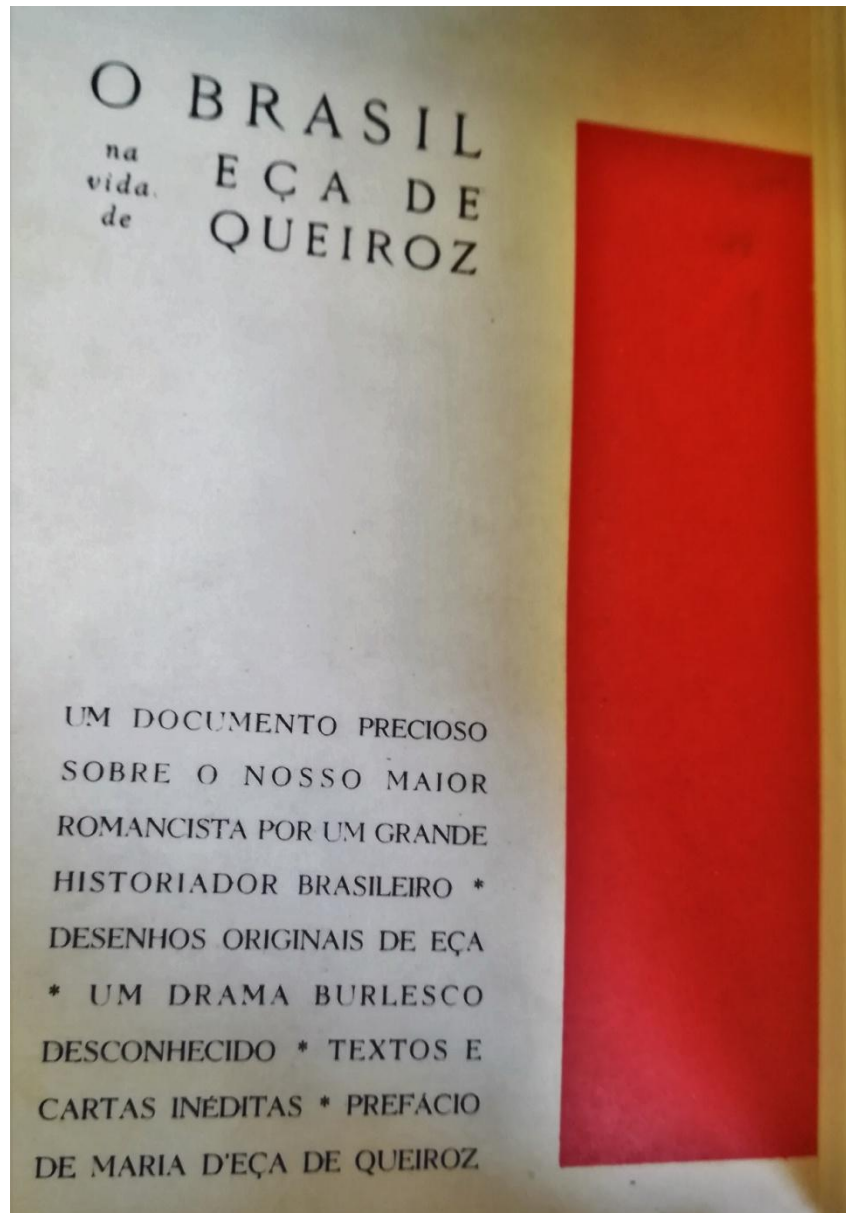 O BRASIL
na
vida
de
EÇA DE
QUEIROZ
UM DOCUMENTO PRECIOSO
SOBRE O NOSSO MAIOR
ROMANCISTA POR UM GRANDE
HISTORIADOR BRASILEIRO *
DESENHOS ORIGINAIS DE EÇA
* UM DRAMA BURLESCO
DESCONHECIDO * TEXTOS E
CARTAS INÉDITAS * PREFÁCIO
DE MARIA D'EÇA DE QUEIROZ